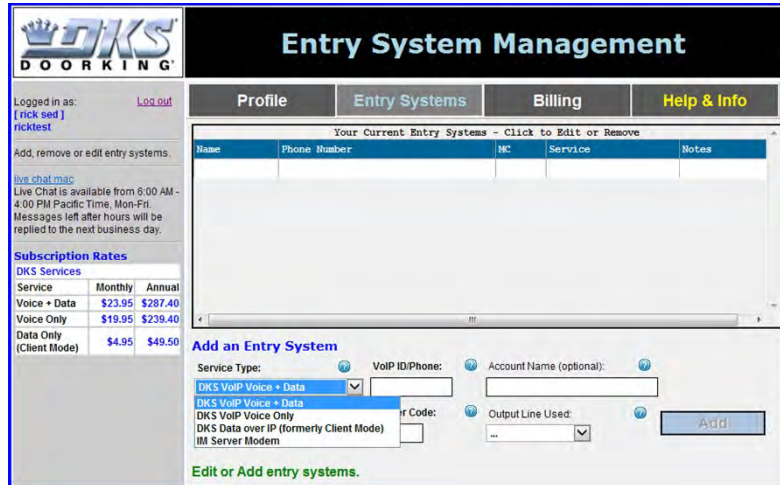 DKS
DOORKING'
Entry System Management
Logged in as: Log out
[ rick sed ]
ricktest
Add, remove or edit entry systems.
live chat mac
Live Chat is available from 6:00 AM -
4:00 PM Pacific Time, Mon-Fri.
Messages left after hours will be
replied to the next business day.
Subscription Rates
DKS Services
Service Monthly Annual
Voice + Data $23.95 $287.40
Voice Only $19.95 $239.40
Data Only
(Client Mode) $4.95 $49.50
Profile Entry Systems Billing Help & Info
Your Current Entry Systems - Click to Edit or Remove
Name Phone Number MC Service Notes
Add an Entry System
Service Type: VoIP ID/Phone: Account Name (optional):
DKS VoIP Voice + Data
DKS VoIP Voice + Data
DKS VoIP Voice Only
DKS Data over IP (formerly Client Mode)
IM Server Modem
Code: Output Line Used:
...
Add
Edit or Add entry systems.